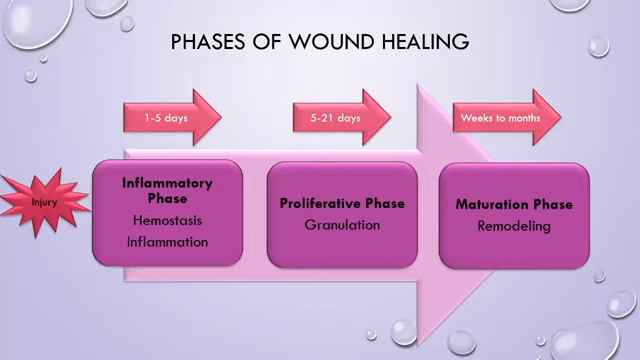 PHASES OF WOUND HEALING
1-5 days
5-21 days
Weeks to months
Injury
Inflammatory
Phase
Hemostasis
Inflammation
Proliferative Phase
Granulation
Maturation Phase
Remodeling